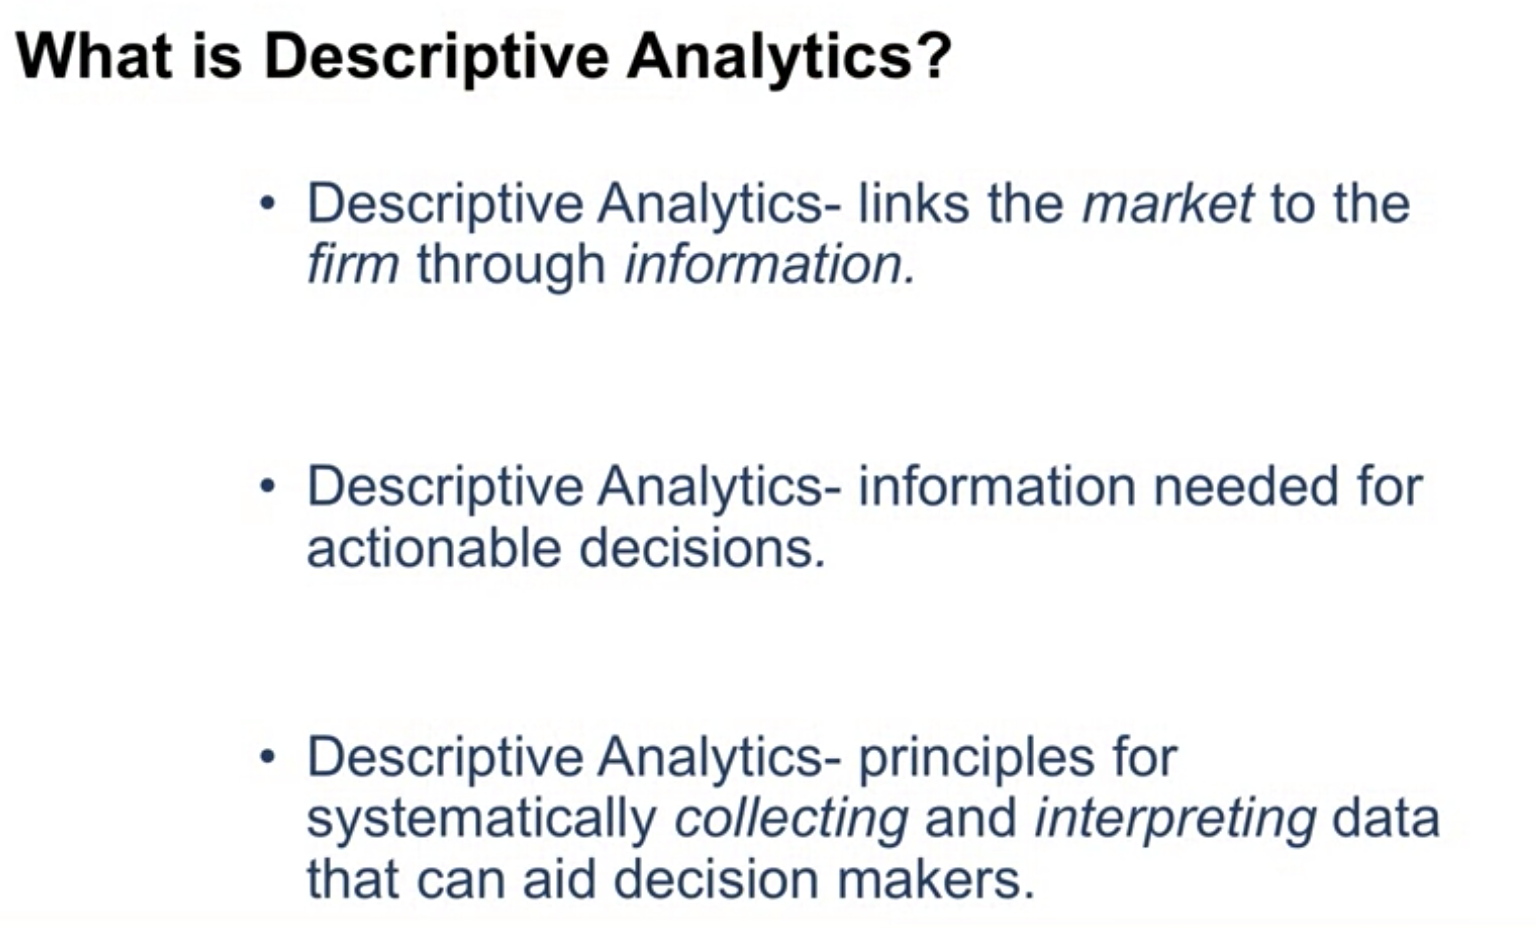 What is Descriptive Analytics?
• Descriptive Analytics- links the market to the
firm through information.
• Descriptive Analytics- information needed for
actionable decisions.
• Descriptive Analytics- principles for
systematically collecting and interpreting data
that can aid decision makers.